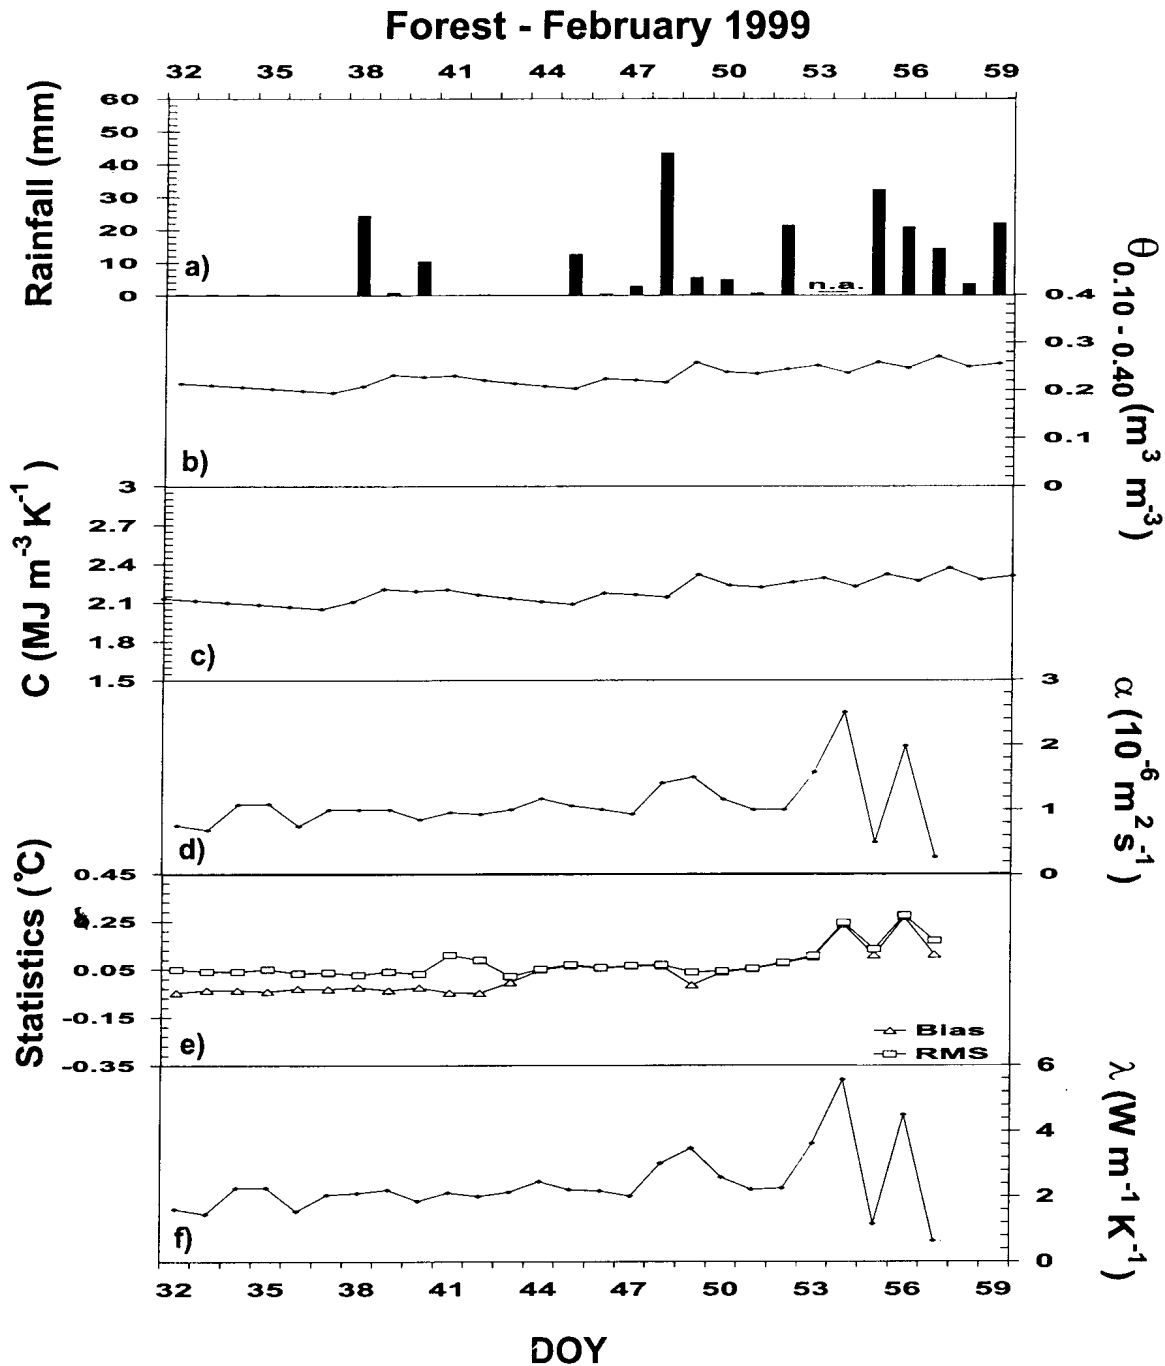 Forest - February 1999
32 35 38 41 44 47 50 53 56 59
Rainfall (mm)
60
50
40
30
20
10
0
a)
n.a.
θ0.10 - 0.40 (m3 m-3)
0.4
0.3
0.2
0.1
0
b)
C (MJ m-3 K-1)
3
2.7
2.4
2.1
1.8
1.5
c)
α (10-6 m2 s-1)
3
2
1
0
d)
Statistics (°C)
0.45
.25
0.05
-0.15
-0.35
e)
Bias
RMS
λ (W m-1 K-1)
6
4
2
0
f)
32 35 38 41 44 47 50 53 56 59
DOY